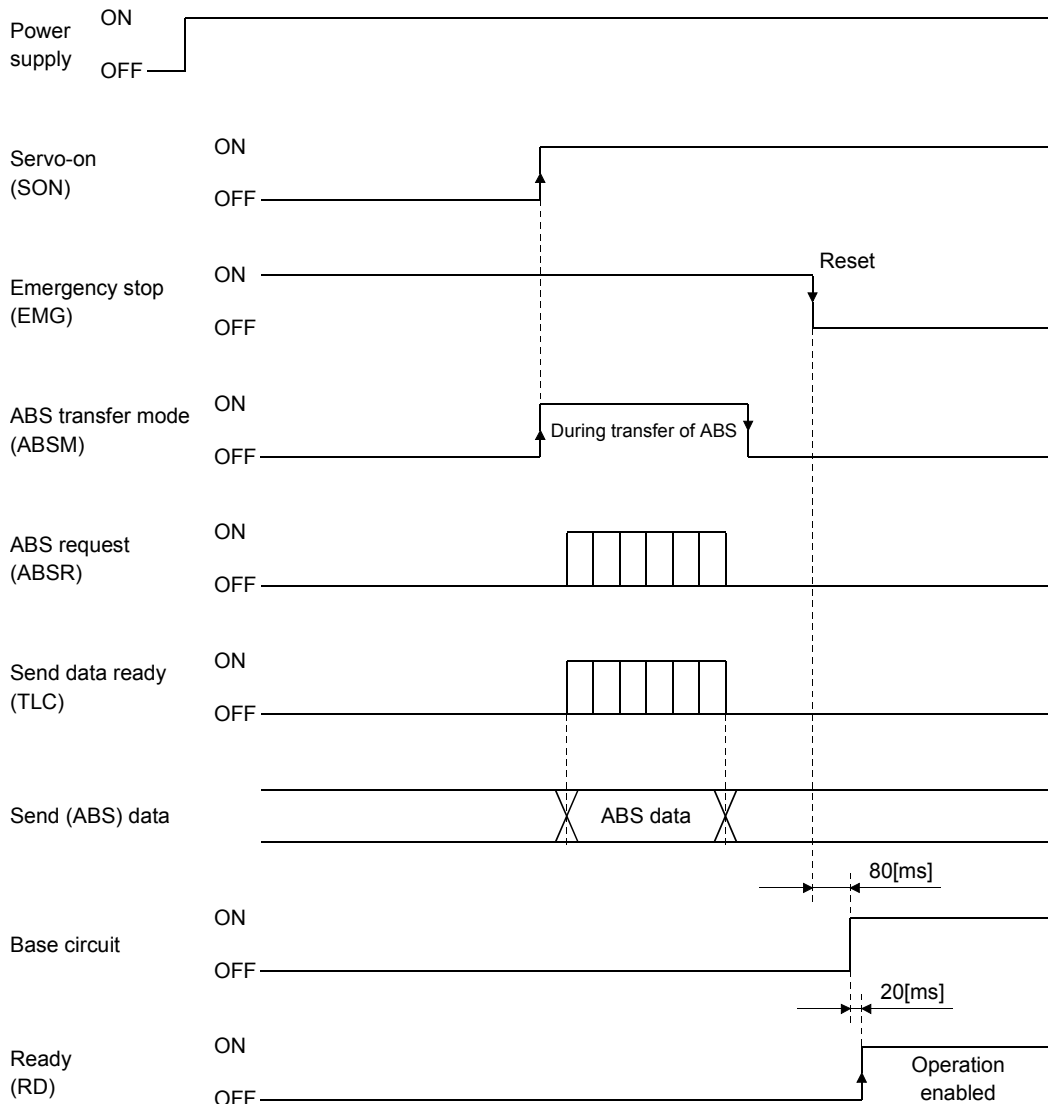 Power
supply
ON
OFF
Servo-on
(SON)
ON
OFF
Emergency stop
(EMG)
ON
OFF
Reset
ABS transfer mode
(ABSM)
ON
OFF
During transfer of ABS
ABS request
(ABSR)
ON
OFF
Send data ready
(TLC)
ON
OFF
Send (ABS) data
ABS data
80[ms]
Base circuit
ON
OFF
20[ms]
Ready
(RD)
ON
OFF
Operation
enabled